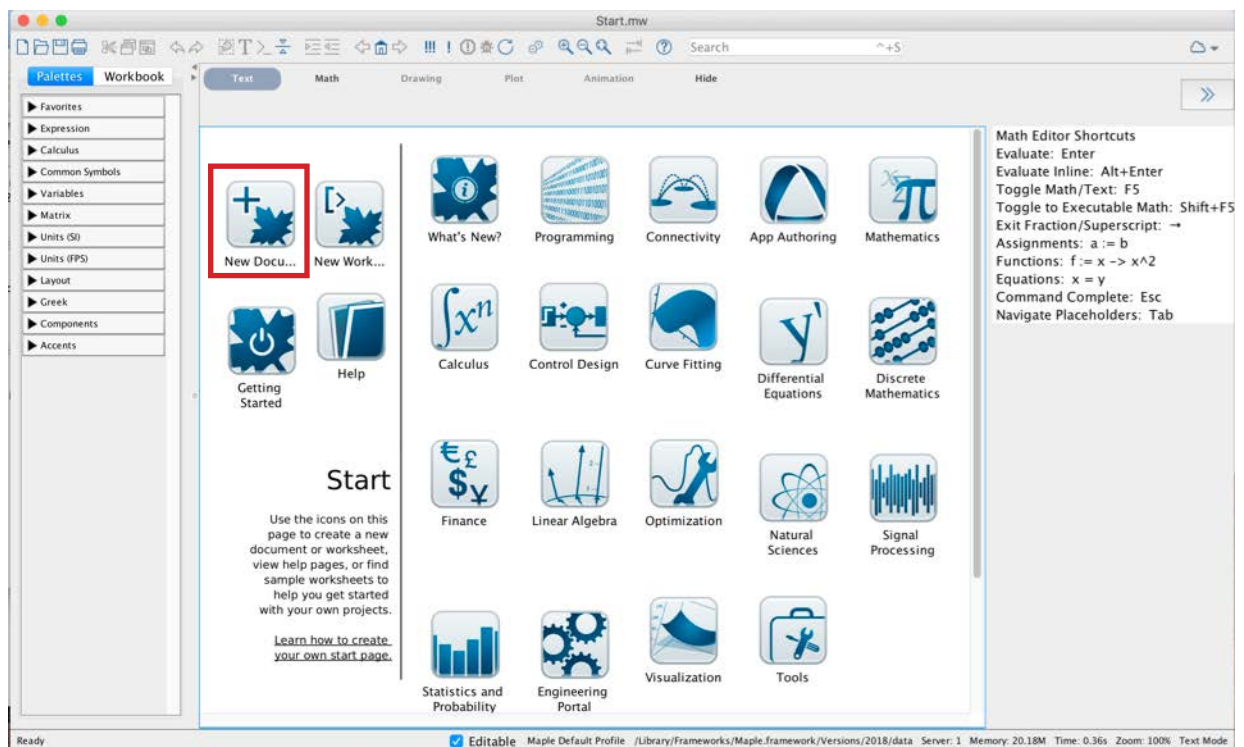 Start.mw
Search
^+S
Palettes Workbook
Text Math Drawing Plot Animation Hide
Favorites
Expression
Calculus
Common Symbols
Variables
Matrix
Units (SI)
Units (FPS)
Layout
Greek
Components
Accents
New Docu...
New Work...
Getting
Started
Help
Start
Use the icons on this
page to create a new
document or worksheet,
view help pages, or find
sample worksheets to
help you get started
with your own projects.
Learn how to create
your own start page.
What's New?
Programming
Connectivity
App Authoring
Mathematics
Calculus
Control Design
Curve Fitting
Differential
Equations
Discrete
Mathematics
Finance
Linear Algebra
Optimization
Natural
Sciences
Signal
Processing
Statistics and
Probability
Engineering
Portal
Visualization
Tools
Math Editor Shortcuts
Evaluate: Enter
Evaluate Inline: Alt+Enter
Toggle Math/Text: F5
Toggle to Executable Math: Shift+F5
Exit Fraction/Superscript: →
Assignments: a := b
Functions: f := x -> x^2
Equations: x = y
Command Complete: Esc
Navigate Placeholders: Tab
Ready
Editable Maple Default Profile /Library/Frameworks/Maple.framework/Versions/2018/data Server: 1 Memory: 20.18M Time: 0.36s Zoom: 100% Text Mode